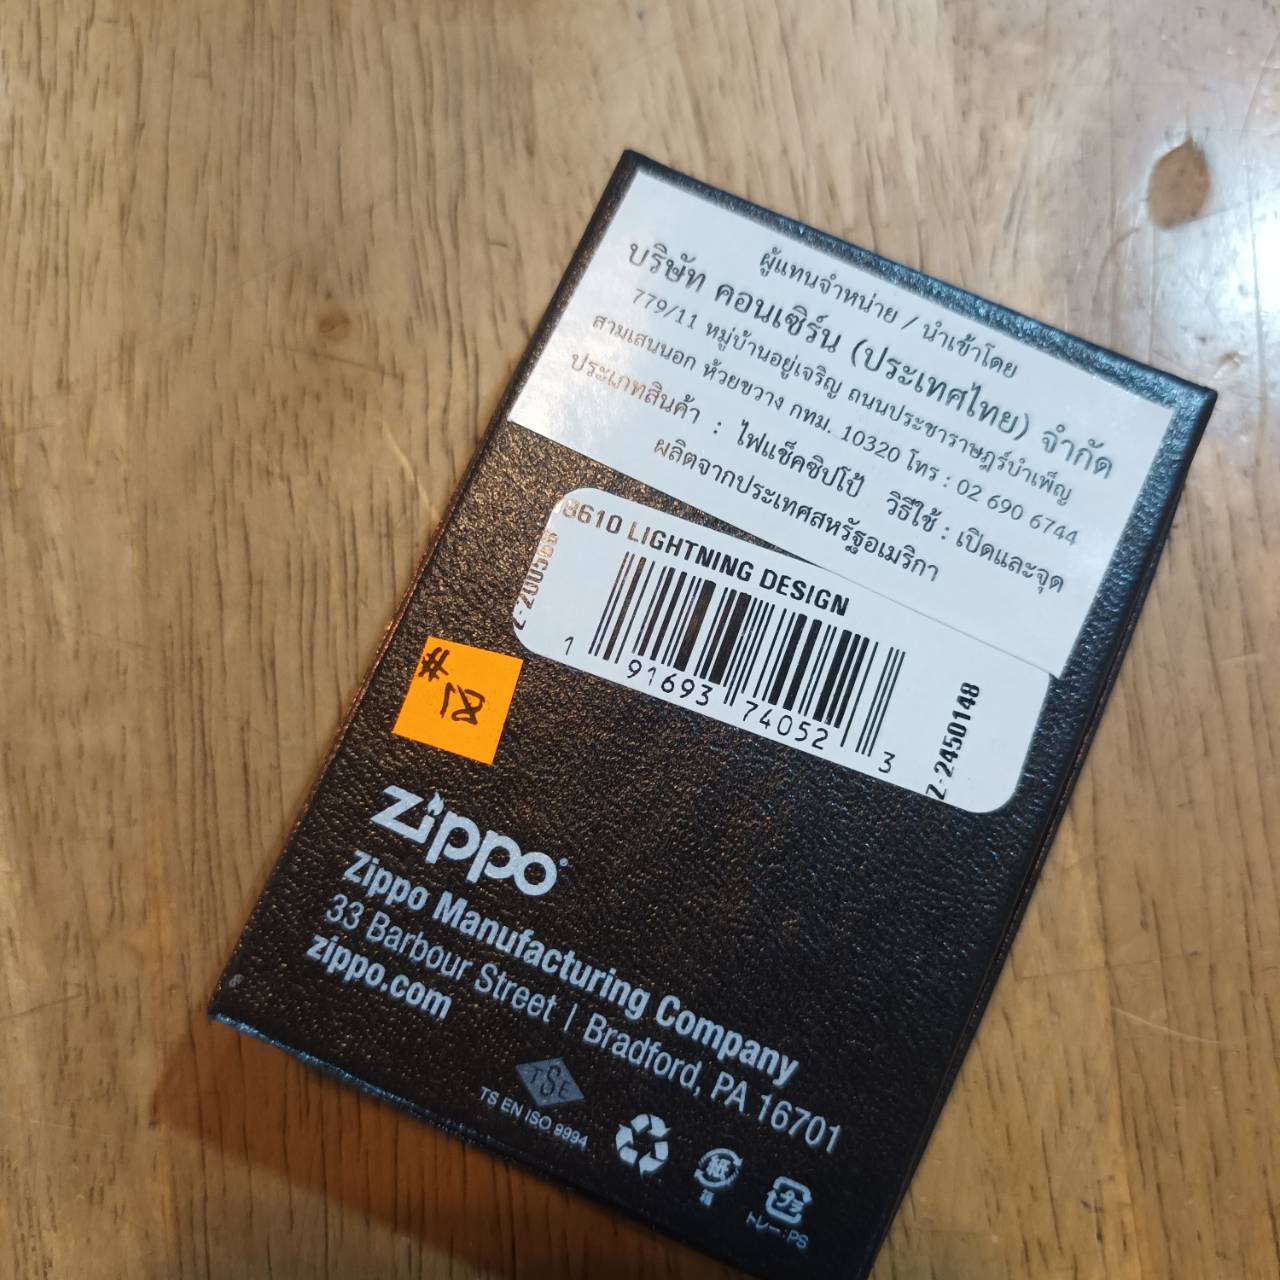 ผู้แทนจำหน่าย / นำเข้าโดย
บริษัท คอนเซิร์น (ประเทศไทย) จำกัด
779/11 หมู่บ้านอยู่เจริญ ถนนประชาราษฎร์บำเพ็ญ
สามเสนนอก ห้วยขวาง กทม. 10320 โทร : 02 690 6744
ประเภทสินค้า : ไฟแช็คซิปโป้ วิธีใช้ : เปิดและจุด
ผลิตจากประเทศสหรัฐอเมริกา
8610 LIGHTNING DESIGN
1 91693 74052 3
Z-2450148
#18
Zippo
Zippo Manufacturing Company
33 Barbour Street | Bradford, PA 16701
zippo.com
TSE
TS EN ISO 9994
紙
箱
プラ
トレー:PS